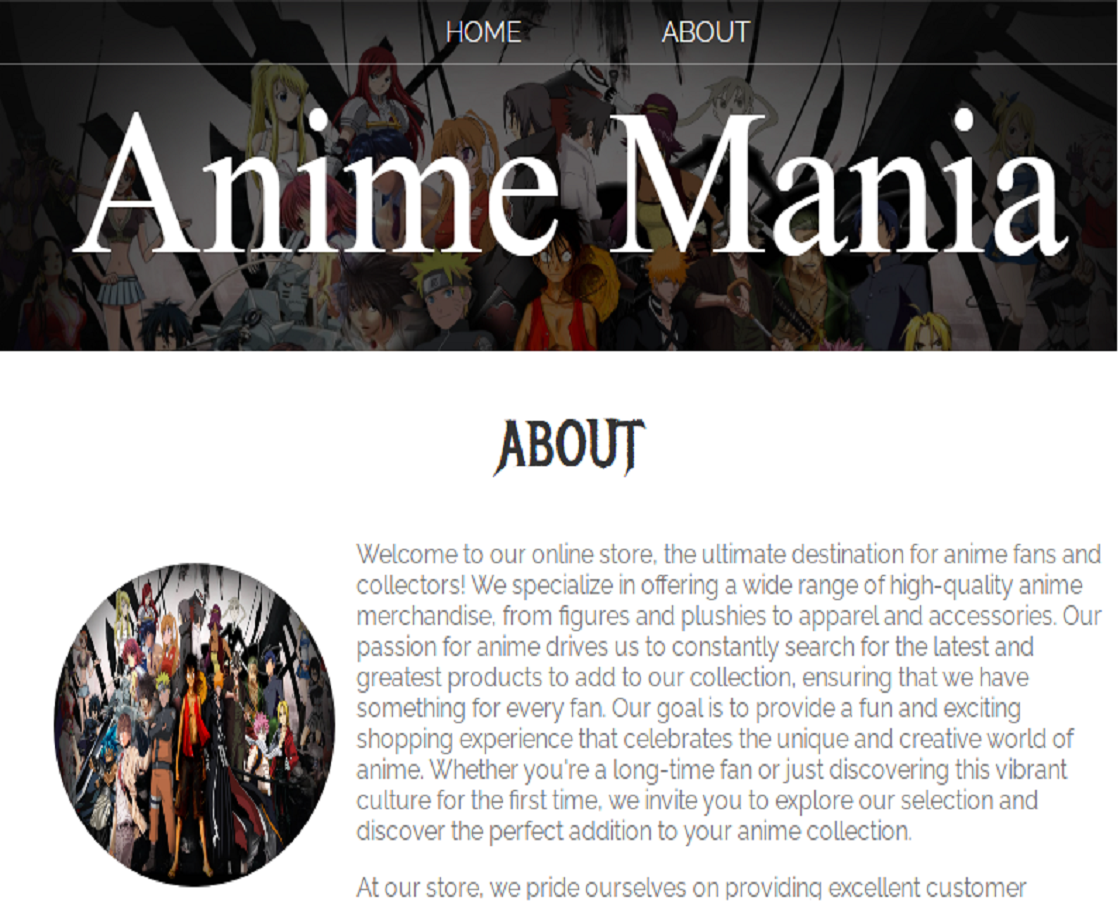 HOME ABOUT
Anime Mania
ABOUT
Welcome to our online store, the ultimate destination for anime fans and
collectors! We specialize in offering a wide range of high-quality anime
merchandise, from figures and plushies to apparel and accessories. Our
passion for anime drives us to constantly search for the latest and
greatest products to add to our collection, ensuring that we have
something for every fan. Our goal is to provide a fun and exciting
shopping experience that celebrates the unique and creative world of
anime. Whether you're a long-time fan or just discovering this vibrant
culture for the first time, we invite you to explore our selection and
discover the perfect addition to your anime collection.
At our store, we pride ourselves on providing excellent customer